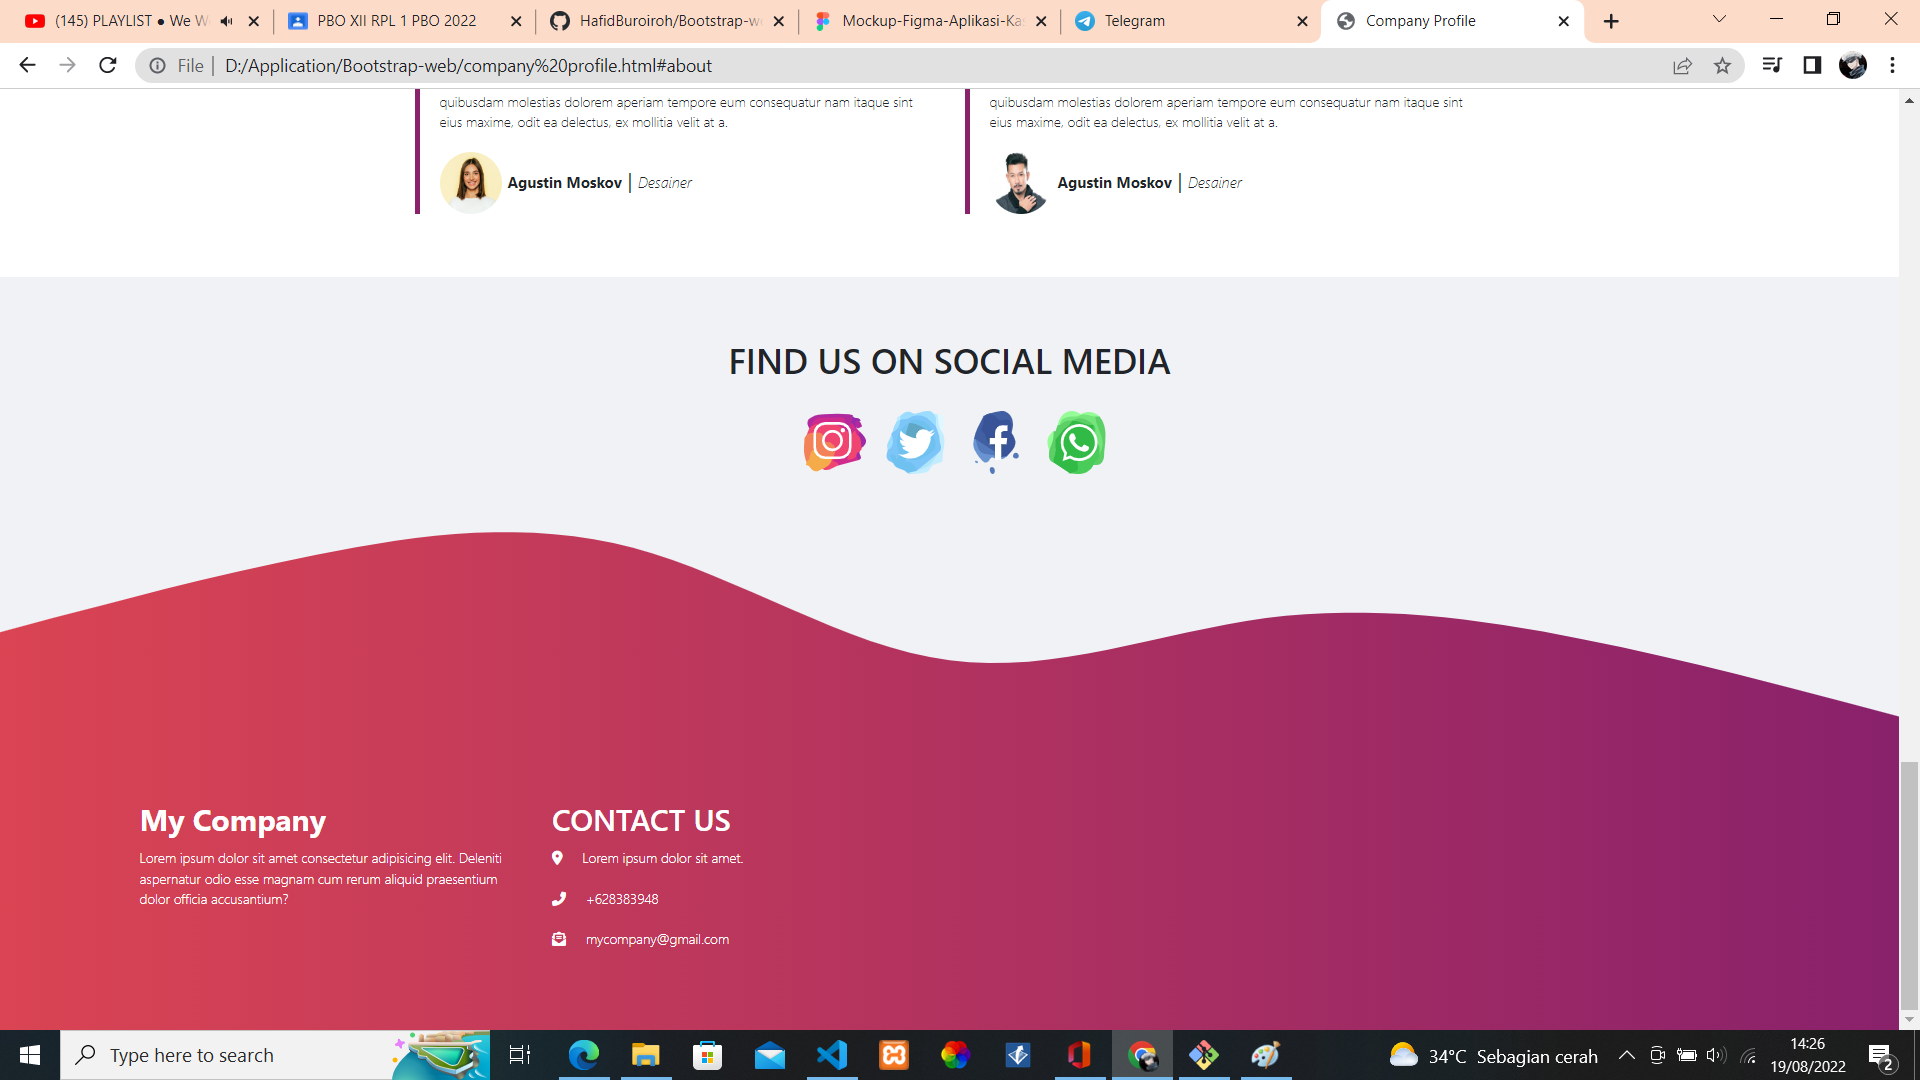 (145) PLAYLIST ● We W
PBO XII RPL 1 PBO 2022
HafidBuroiroh/Bootstrap-we
Mockup-Figma-Aplikasi-Kas
Telegram
Company Profile
File | D:/Application/Bootstrap-web/company%20profile.html#about
quibusdam molestias dolorem aperiam tempore eum consequatur nam itaque sint
eius maxime, odit ea delectus, ex mollitia velit at a.
Agustin Moskov | Desainer
quibusdam molestias dolorem aperiam tempore eum consequatur nam itaque sint
eius maxime, odit ea delectus, ex mollitia velit at a.
Agustin Moskov | Desainer
FIND US ON SOCIAL MEDIA
My Company
Lorem ipsum dolor sit amet consectetur adipisicing elit. Deleniti
aspernatur odio esse magnam cum rerum aliquid praesentium
dolor officia accusantium?
CONTACT US
Lorem ipsum dolor sit amet.
+628383948
mycompany@gmail.com
Type here to search
34°C Sebagian cerah
14:26
19/08/2022
2